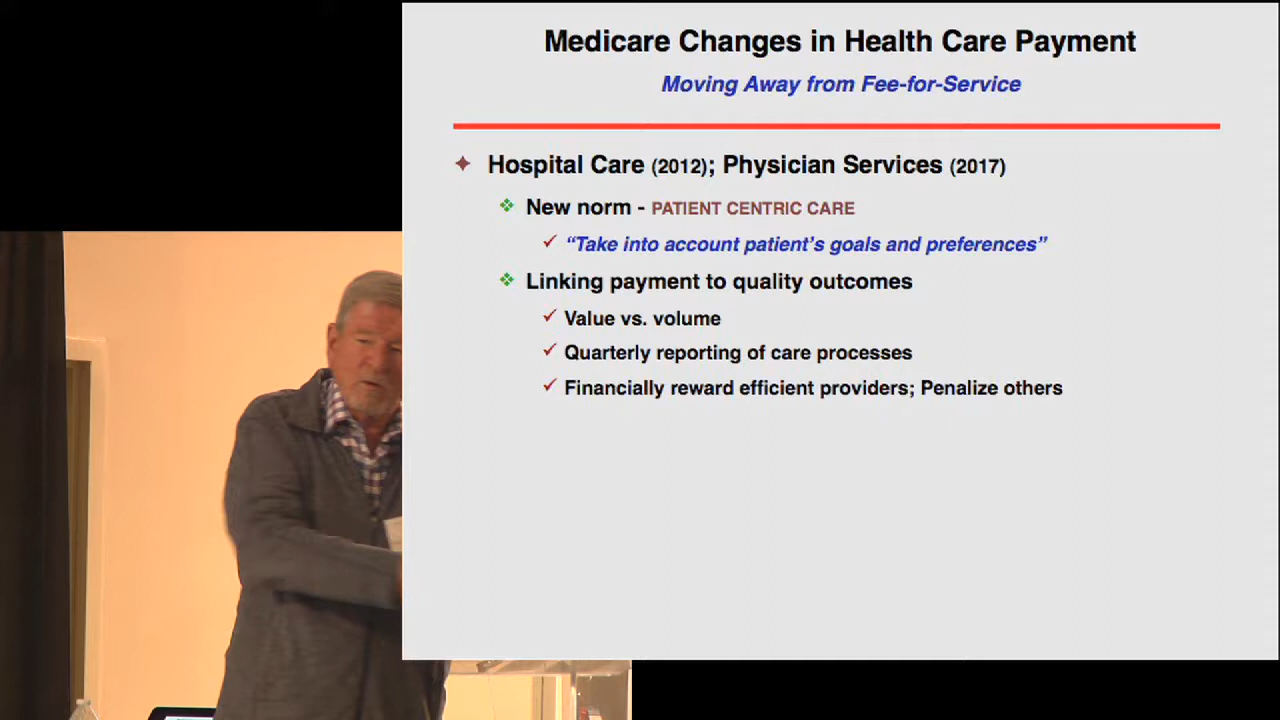 Medicare Changes in Health Care Payment
Moving Away from Fee-for-Service
Hospital Care (2012); Physician Services (2017)
New norm - PATIENT CENTRIC CARE
“Take into account patient’s goals and preferences”
Linking payment to quality outcomes
Value vs. volume
Quarterly reporting of care processes
Financially reward efficient providers; Penalize others